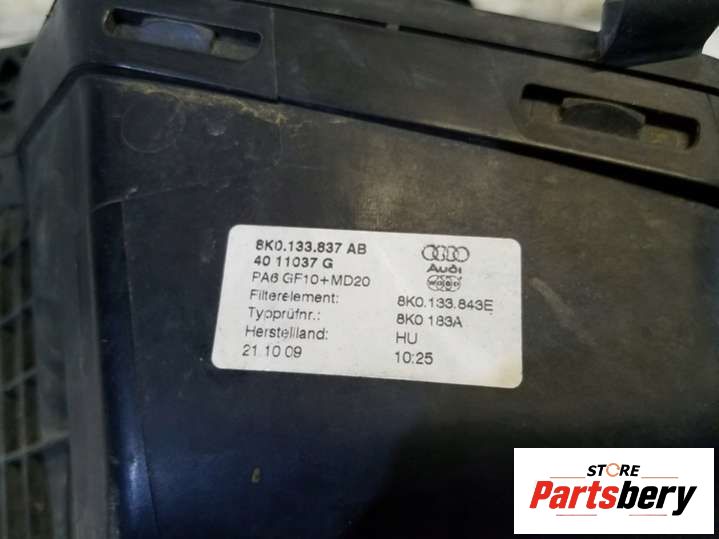 8K0.133.837 AB
40 11037 G
PA6 GF10+MD20
Audi
Filterelement: 8K0.133.843E
Typprüfnr.: 8K0 183A
Herstellland: HU
21.10 09 10:25
STORE
Partsbery